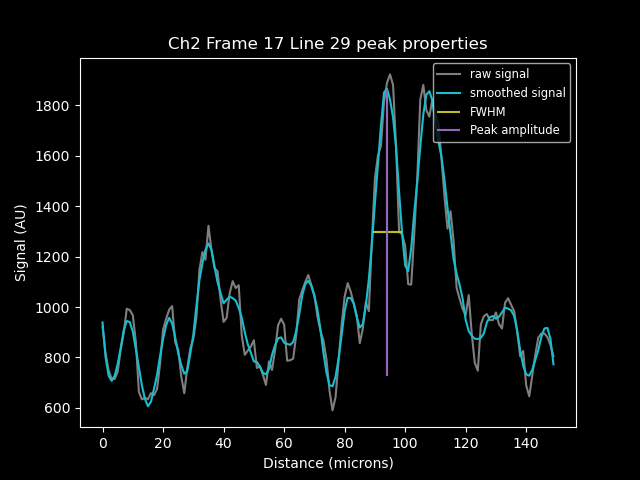 Ch2 Frame 17 Line 29 peak properties
raw signal
smoothed signal
FWHM
Peak amplitude
Signal (AU)
1800
1600
1400
1200
1000
800
600
0 20 40 60 80 100 120 140
Distance (microns)